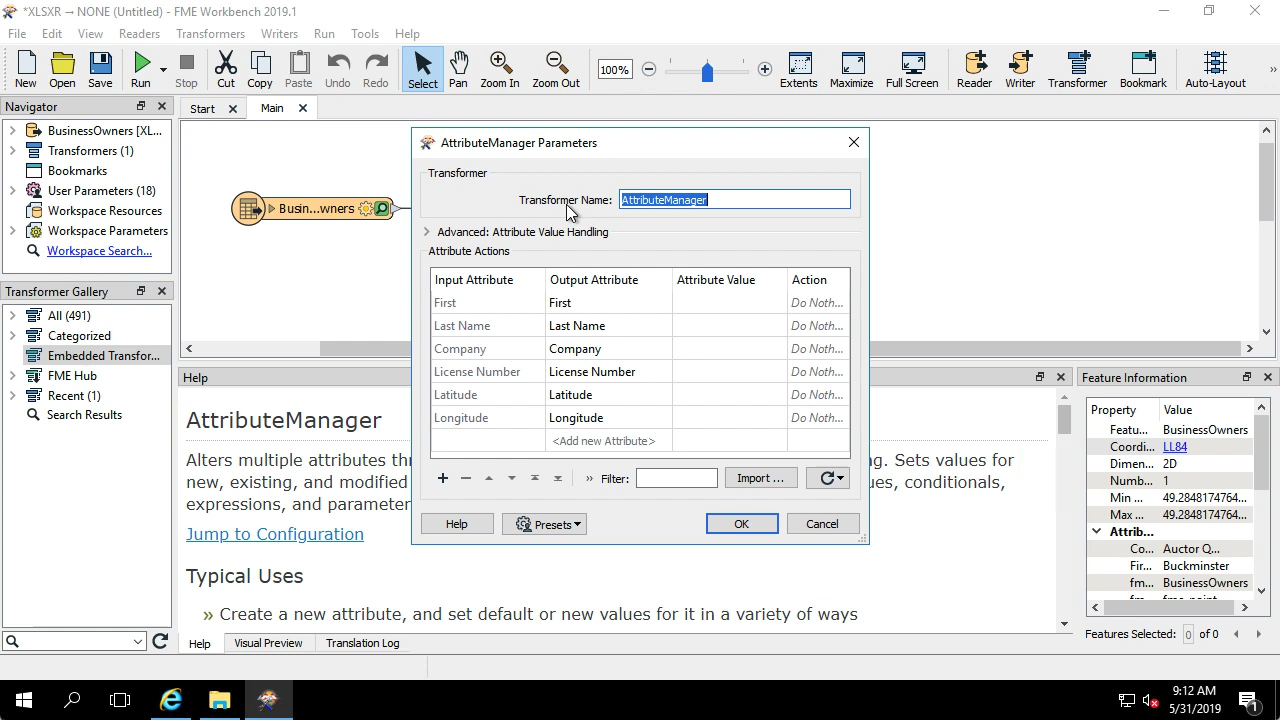 *XLSXR → NONE (Untitled) - FME Workbench 2019.1
File Edit View Readers Transformers Writers Run Tools Help
New Open Save Run Stop Cut Copy Paste Undo Redo Select Pan Zoom In Zoom Out 100% Extents Maximize Full Screen Reader Writer Transformer Bookmark Auto-Layout »
Navigator
BusinessOwners [XL...
Transformers (1)
Bookmarks
User Parameters (18)
Workspace Resources
Workspace Parameters
Workspace Search...
Transformer Gallery
All (491)
Categorized
Embedded Transfor...
FME Hub
Recent (1)
Search Results
Start Main
Busin...wners
AttributeManager Parameters
Transformer
Transformer Name: AttributeManager
Advanced: Attribute Value Handling
Attribute Actions
Input Attribute Output Attribute Attribute Value Action
First First Do Noth...
Last Name Last Name Do Noth...
Company Company Do Noth...
License Number License Number Do Noth...
Latitude Latitude Do Noth...
Longitude Longitude Do Noth...
<Add new Attribute>
» Filter: Import ...
Help Presets OK Cancel
Help
AttributeManager
Alters multiple attributes thr
ng. Sets values for
new, existing, and modified
ues, conditionals,
expressions, and parameter
Jump to Configuration
Typical Uses
» Create a new attribute, and set default or new values for it in a variety of ways
Help Visual Preview Translation Log
Feature Information
Property Value
Featu... BusinessOwners
Coordi... LL84
Dimen... 2D
Numb... 1
Min ... 49.2848174764...
Max ... 49.2848174764...
Attrib...
Co... Auctor Q...
Fir... Buckminster
fm... BusinessOwners
Features Selected: 0 of 0
9:12 AM
5/31/2019
1